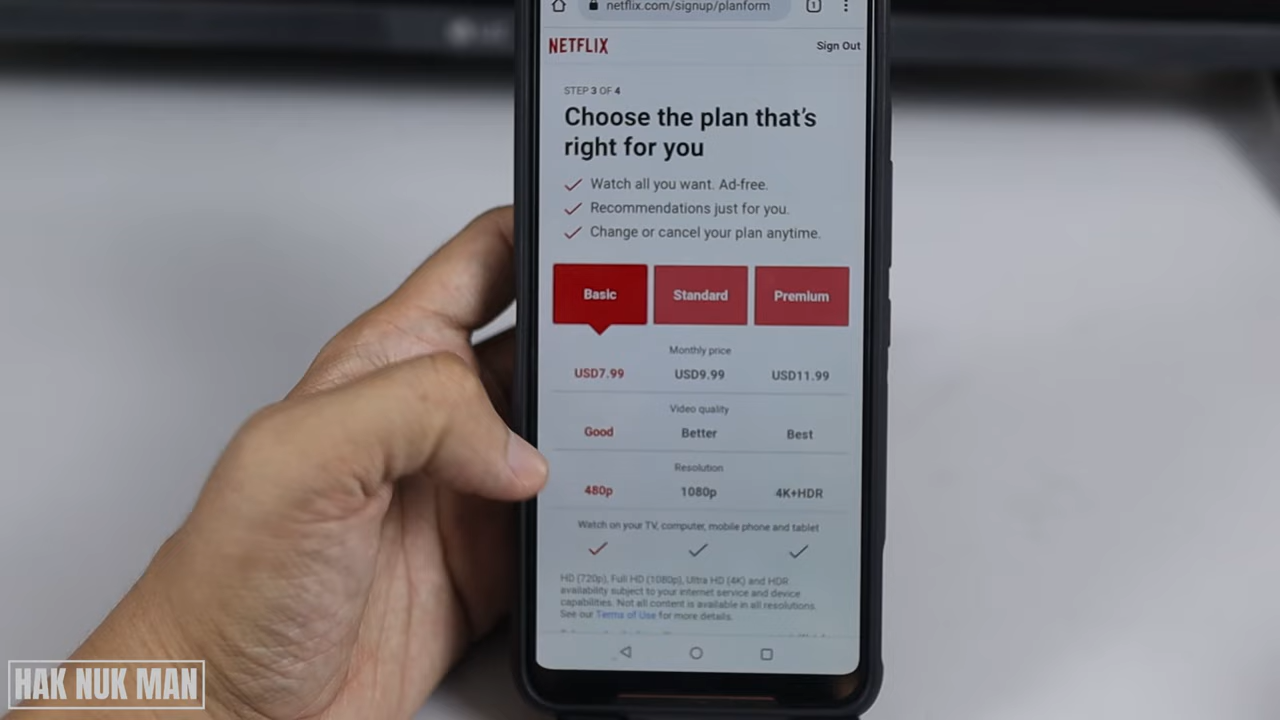 netflix.com/signup/planform
1
NETFLIX
Sign Out
STEP 3 OF 4
Choose the plan that's
right for you
Watch all you want. Ad-free.
Recommendations just for you.
Change or cancel your plan anytime.
Basic Standard Premium
Monthly price
USD7.99 USD9.99 USD11.99
Video quality
Good Better Best
Resolution
480p 1080p 4K+HDR
Watch on your TV, computer, mobile phone and tablet
HD (720p), Full HD (1080p), Ultra HD (4K) and HDR
availability subject to your internet service and device
capabilities. Not all content is available in all resolutions.
See our Terms of Use for more details.
HAK NUK MAN